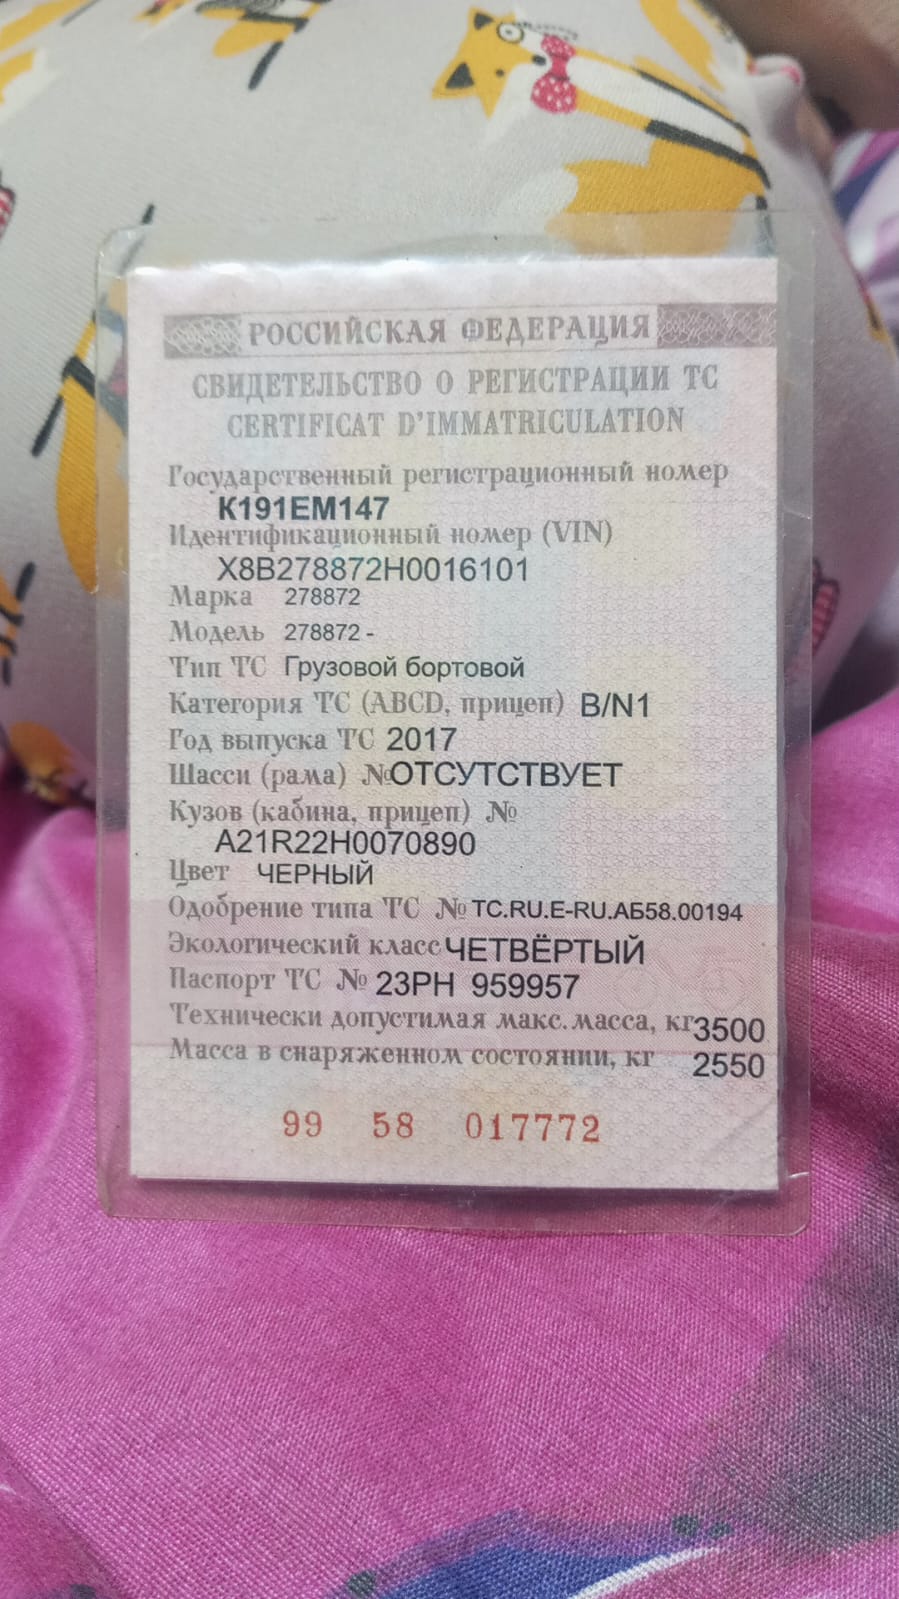 РОССИЙСКАЯ ФЕДЕРАЦИЯ
СВИДЕТЕЛЬСТВО О РЕГИСТРАЦИИ ТС
CERTIFICAT D'IMMATRICULATION
Государственный регистрационный номер
К191ЕМ147
Идентификационный номер (VIN)
X8B278872H0016101
Марка 278872
Модель 278872 -
Тип ТС Грузовой бортовой
Категория ТС (ABCD, прицеп) B/N1
Год выпуска ТС 2017
Шасси (рама) №ОТСУТСТВУЕТ
Кузов (кабина, прицеп) №
A21R22H0070890
Цвет ЧЕРНЫЙ
Одобрение типа ТС № ТС.RU.E-RU.АБ58.00194
Экологический класс ЧЕТВЁРТЫЙ
Паспорт ТС № 23РН 959957
Технически допустимая макс. масса, кг 3500
Масса в снаряженном состоянии, кг 2550
99 58 017772